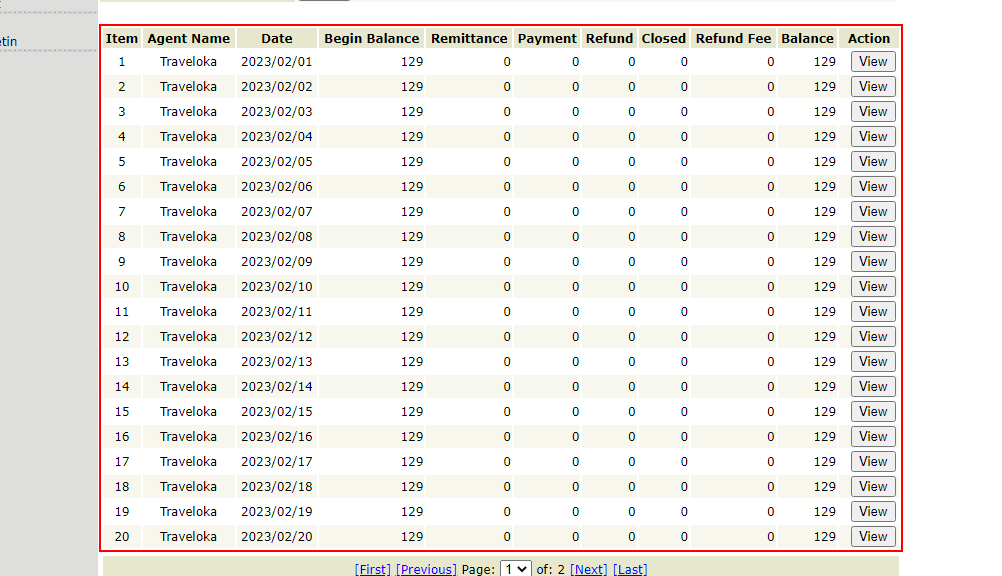 etin
Item Agent Name Date Begin Balance Remittance Payment Refund Closed Refund Fee Balance Action
1 Traveloka 2023/02/01 129 0 0 0 0 0 129 View
2 Traveloka 2023/02/02 129 0 0 0 0 0 129 View
3 Traveloka 2023/02/03 129 0 0 0 0 0 129 View
4 Traveloka 2023/02/04 129 0 0 0 0 0 129 View
5 Traveloka 2023/02/05 129 0 0 0 0 0 129 View
6 Traveloka 2023/02/06 129 0 0 0 0 0 129 View
7 Traveloka 2023/02/07 129 0 0 0 0 0 129 View
8 Traveloka 2023/02/08 129 0 0 0 0 0 129 View
9 Traveloka 2023/02/09 129 0 0 0 0 0 129 View
10 Traveloka 2023/02/10 129 0 0 0 0 0 129 View
11 Traveloka 2023/02/11 129 0 0 0 0 0 129 View
12 Traveloka 2023/02/12 129 0 0 0 0 0 129 View
13 Traveloka 2023/02/13 129 0 0 0 0 0 129 View
14 Traveloka 2023/02/14 129 0 0 0 0 0 129 View
15 Traveloka 2023/02/15 129 0 0 0 0 0 129 View
16 Traveloka 2023/02/16 129 0 0 0 0 0 129 View
17 Traveloka 2023/02/17 129 0 0 0 0 0 129 View
18 Traveloka 2023/02/18 129 0 0 0 0 0 129 View
19 Traveloka 2023/02/19 129 0 0 0 0 0 129 View
20 Traveloka 2023/02/20 129 0 0 0 0 0 129 View
[First] [Previous] Page: 1 of: 2 [Next] [Last]